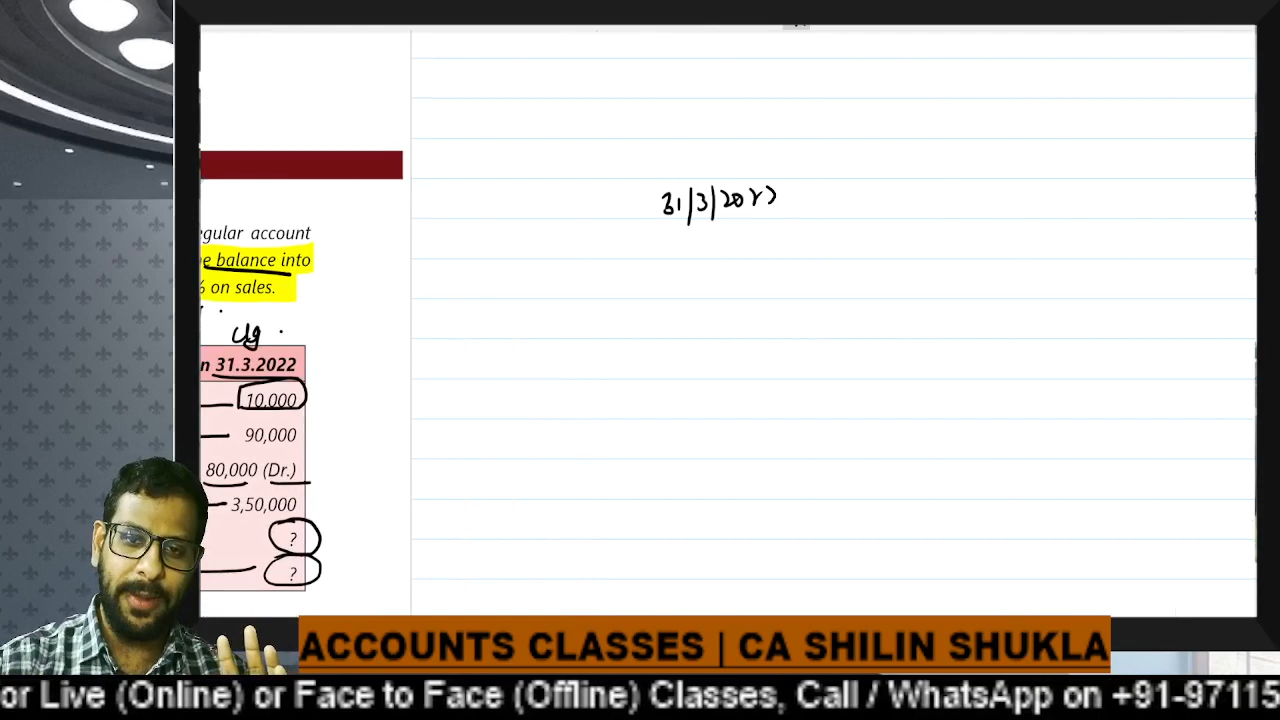 31/3/2022
egular account
e balance into
% on sales.
Clg
n 31.3.2022
10,000
90,000
80,000 (Dr.)
3,50,000
?
?
ACCOUNTS CLASSES | CA SHILIN SHUKLA
or Live (Online) or Face to Face (Offline) Classes, Call / WhatsApp on +91-97115